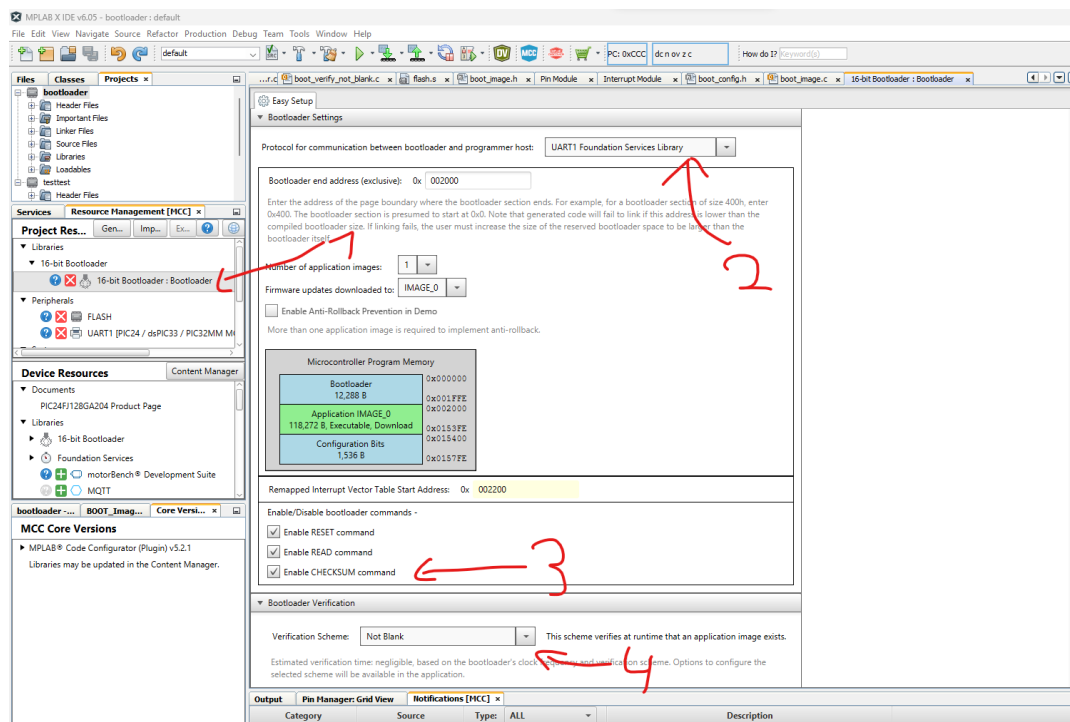 MPLAB X IDE v6.05 - bootloader : default
File Edit View Navigate Source Refactor Production Debug Team Tools Window Help
default
DV
MCC
PC: 0xCCC
dc n ov z c
How do I?
Keyword(s)
Files Classes Projects
bootloader
Header Files
Important Files
Linker Files
Source Files
Libraries
Loadables
testtest
Header Files
Services Resource Management [MCC]
Project Res... Gen... Imp... Ex...
Libraries
16-bit Bootloader
16-bit Bootloader : Bootloader
Peripherals
FLASH
UART1 [PIC24 / dsPIC33 / PIC32MM
Device Resources Content Manager
Documents
PIC24FJ128GA204 Product Page
Libraries
16-bit Bootloader
Foundation Services
motorBench® Development Suite
MQTT
bootloader -... BOOT_Imag... Core Versi...
MCC Core Versions
MPLAB® Code Configurator (Plugin) v5.2.1
Libraries may be updated in the Content Manager.
...r.c boot_verify_not_blank.c flash.s boot_image.h Pin Module Interrupt Module boot_config.h boot_image.c 16-bit Bootloader : Bootloader
Easy Setup
Bootloader Settings
Protocol for communication between bootloader and programmer host: UART1 Foundation Services Library
Bootloader end address (exclusive): 0x 002000
Enter the address of the page boundary where the bootloader section ends. For example, for a bootloader section of size 400h, enter
0x400. The bootloader section is presumed to start at 0x0. Note that generated code will fail to link if this address is lower than the
compiled bootloader size. If linking fails, the user must increase the size of the reserved bootloader space to be larger than the
bootloader itself.
Number of application images: 1
Firmware updates downloaded to: IMAGE_0
Enable Anti-Rollback Prevention in Demo
More than one application image is required to implement anti-rollback.
Microcontroller Program Memory
Bootloader 0x000000
12,288 B 0x001FFE
Application IMAGE_0 0x002000
118,272 B, Executable, Download 0x0153FE
Configuration Bits 0x015400
1,536 B 0x0157FE
Remapped Interrupt Vector Table Start Address: 0x 002200
Enable/Disable bootloader commands -
Enable RESET command
Enable READ command
Enable CHECKSUM command
Bootloader Verification
Verification Scheme: Not Blank This scheme verifies at runtime that an application image exists.
Estimated verification time: negligible, based on the bootloader's clock frequency and verification scheme. Options to configure the
selected scheme will be available in the application.
Output Pin Manager: Grid View Notifications [MCC]
Category Source Type: ALL Description
1
2
3
4